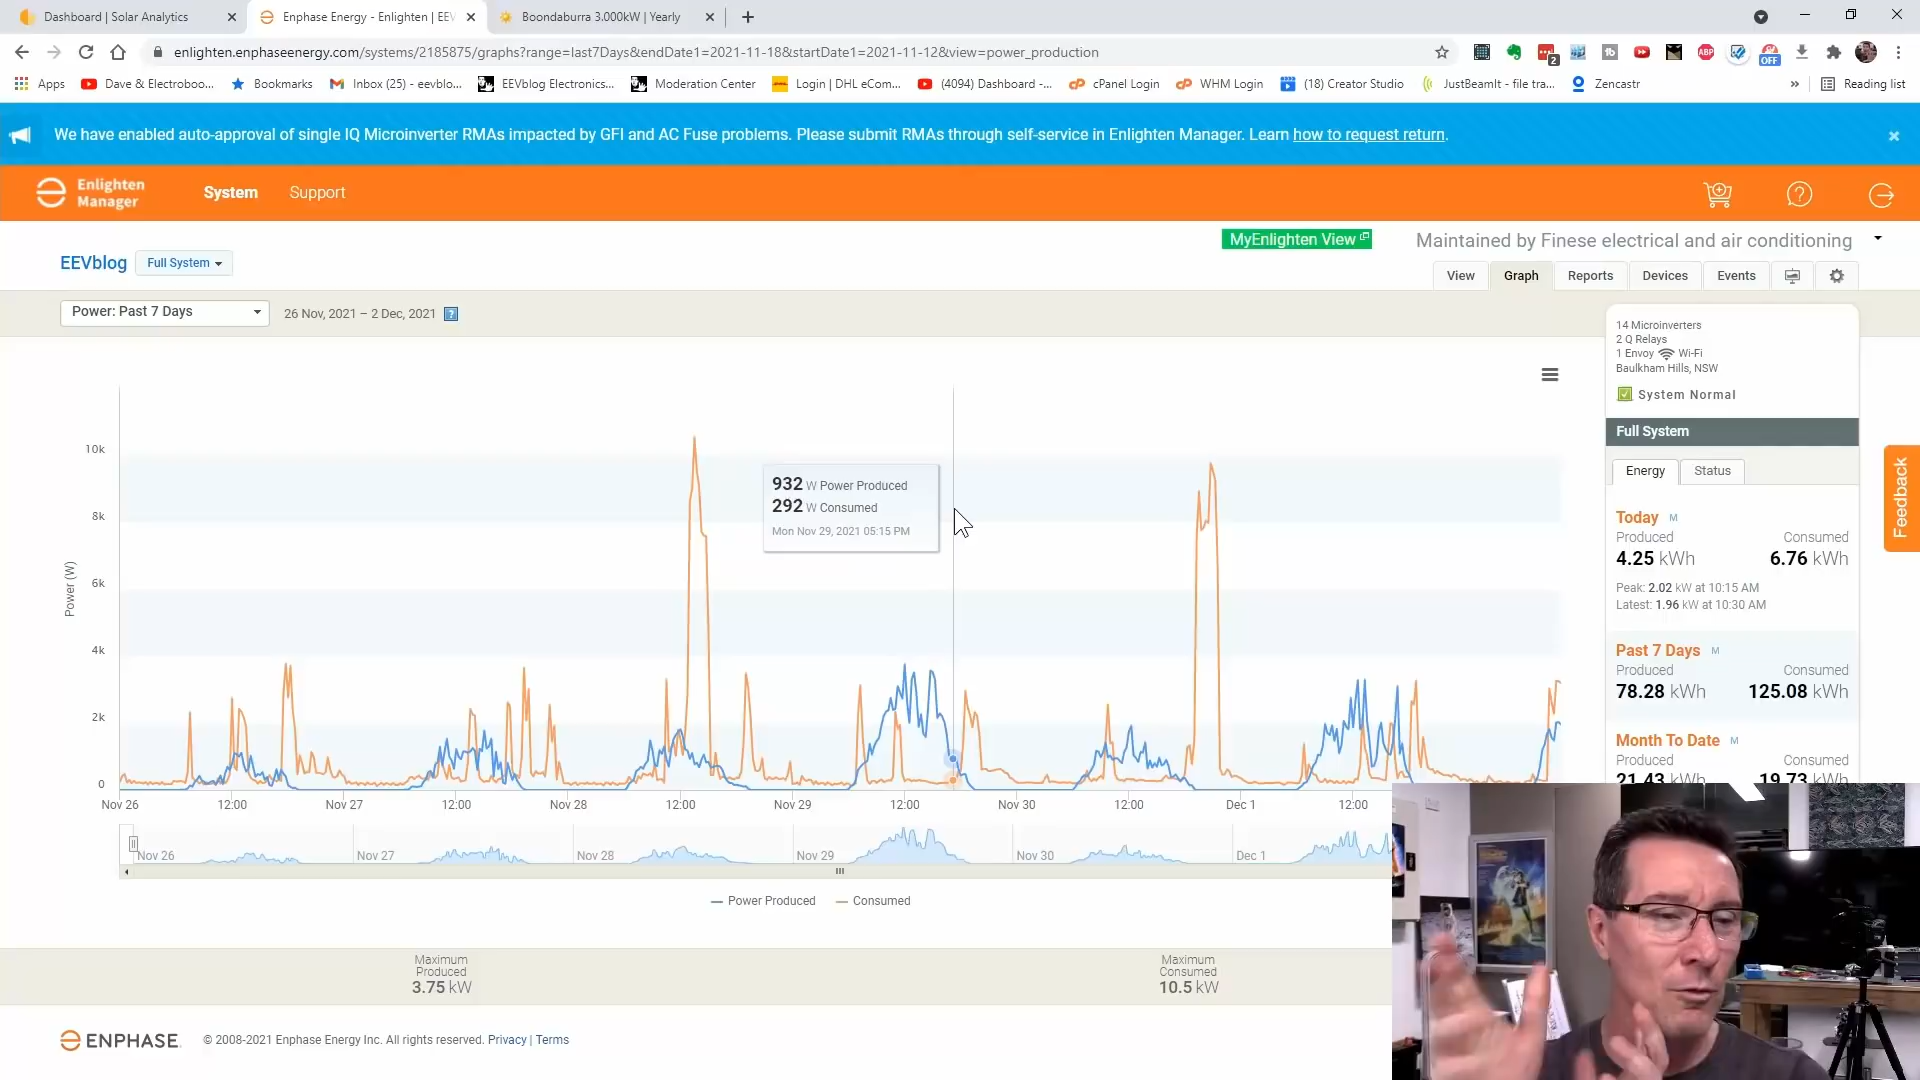 Dashboard | Solar Analytics
Enphase Energy - Enlighten | EEV
Boondaburra 3.000kW | Yearly
enlighten.enphaseenergy.com/systems/2185875/graphs?range=last7Days&endDate1=2021-11-18&startDate1=2021-11-12&view=power_production
Apps
Dave & Electroboo...
Bookmarks
Inbox (25) - eevblo...
EEVblog Electronics...
Moderation Center
Login | DHL eCom...
(4094) Dashboard -...
cPanel Login
WHM Login
(18) Creator Studio
JustBeamIt - file tra...
Zencastr
»
Reading list
2
ABP
OFF
We have enabled auto-approval of single IQ Microinverter RMAs impacted by GFI and AC Fuse problems. Please submit RMAs through self-service in Enlighten Manager. Learn how to request return.
Enlighten
Manager
System
Support
MyEnlighten View
Maintained by Finese electrical and air conditioning
EEVblog
Full System
View
Graph
Reports
Devices
Events
Power: Past 7 Days
26 Nov, 2021 – 2 Dec, 2021
?
14 Microinverters
2 Q Relays
1 Envoy Wi-Fi
Baulkham Hills, NSW
System Normal
Full System
Energy
Status
Today M
Produced Consumed
4.25 kWh 6.76 kWh
Peak: 2.02 kW at 10:15 AM
Latest: 1.96 kW at 10:30 AM
Past 7 Days M
Produced Consumed
78.28 kWh 125.08 kWh
Month To Date M
Produced Consumed
21.43 kWh 19.73 kWh
Feedback
Power (W)
10k
8k
6k
4k
2k
0
932 W Power Produced
292 W Consumed
Mon Nov 29, 2021 05:15 PM
Nov 26
12:00
Nov 27
12:00
Nov 28
12:00
Nov 29
12:00
Nov 30
12:00
Dec 1
12:00
Nov 26
Nov 27
Nov 28
Nov 29
Nov 30
Dec 1
Power Produced
Consumed
Maximum
Produced
3.75 kW
Maximum
Consumed
10.5 kW
ENPHASE
© 2008-2021 Enphase Energy Inc. All rights reserved. Privacy | Terms